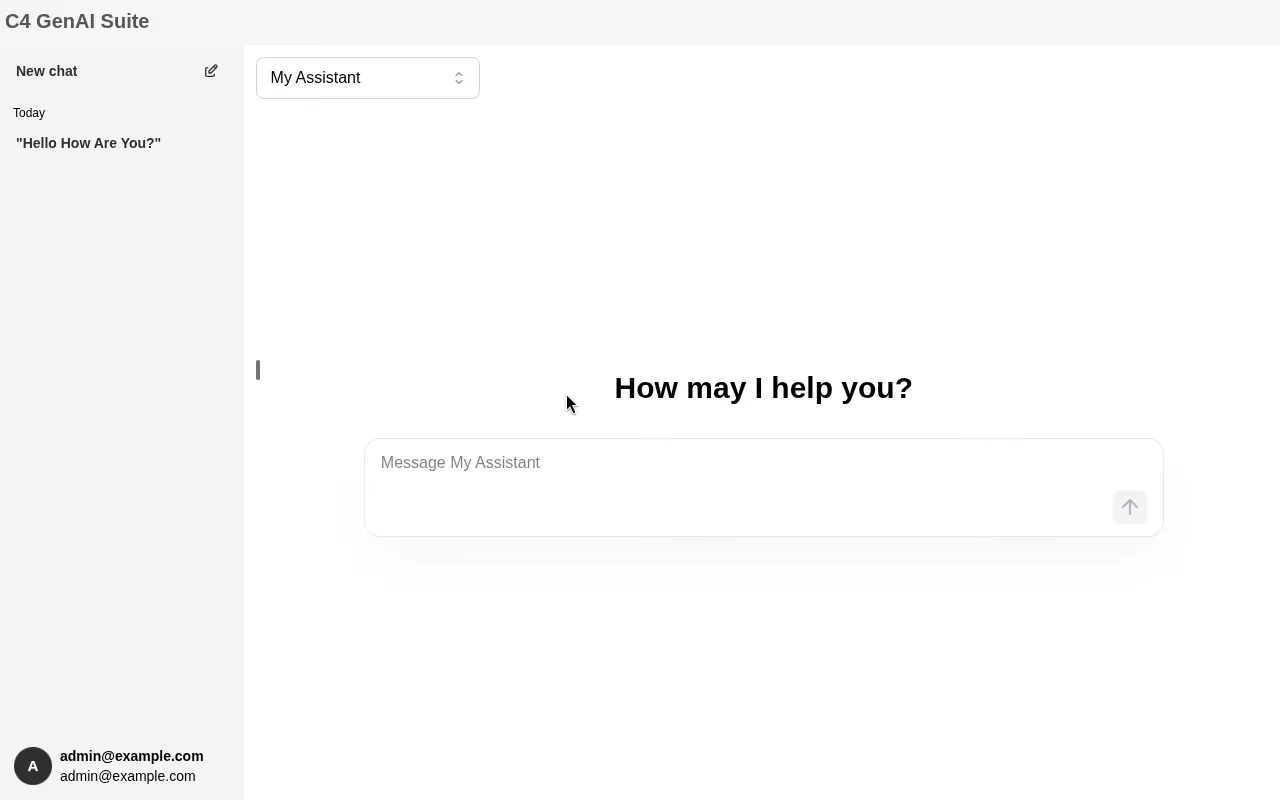 C4 GenAI Suite
New chat
My Assistant
Today
"Hello How Are You?"
How may I help you?
Message My Assistant
A
admin@example.com
admin@example.com